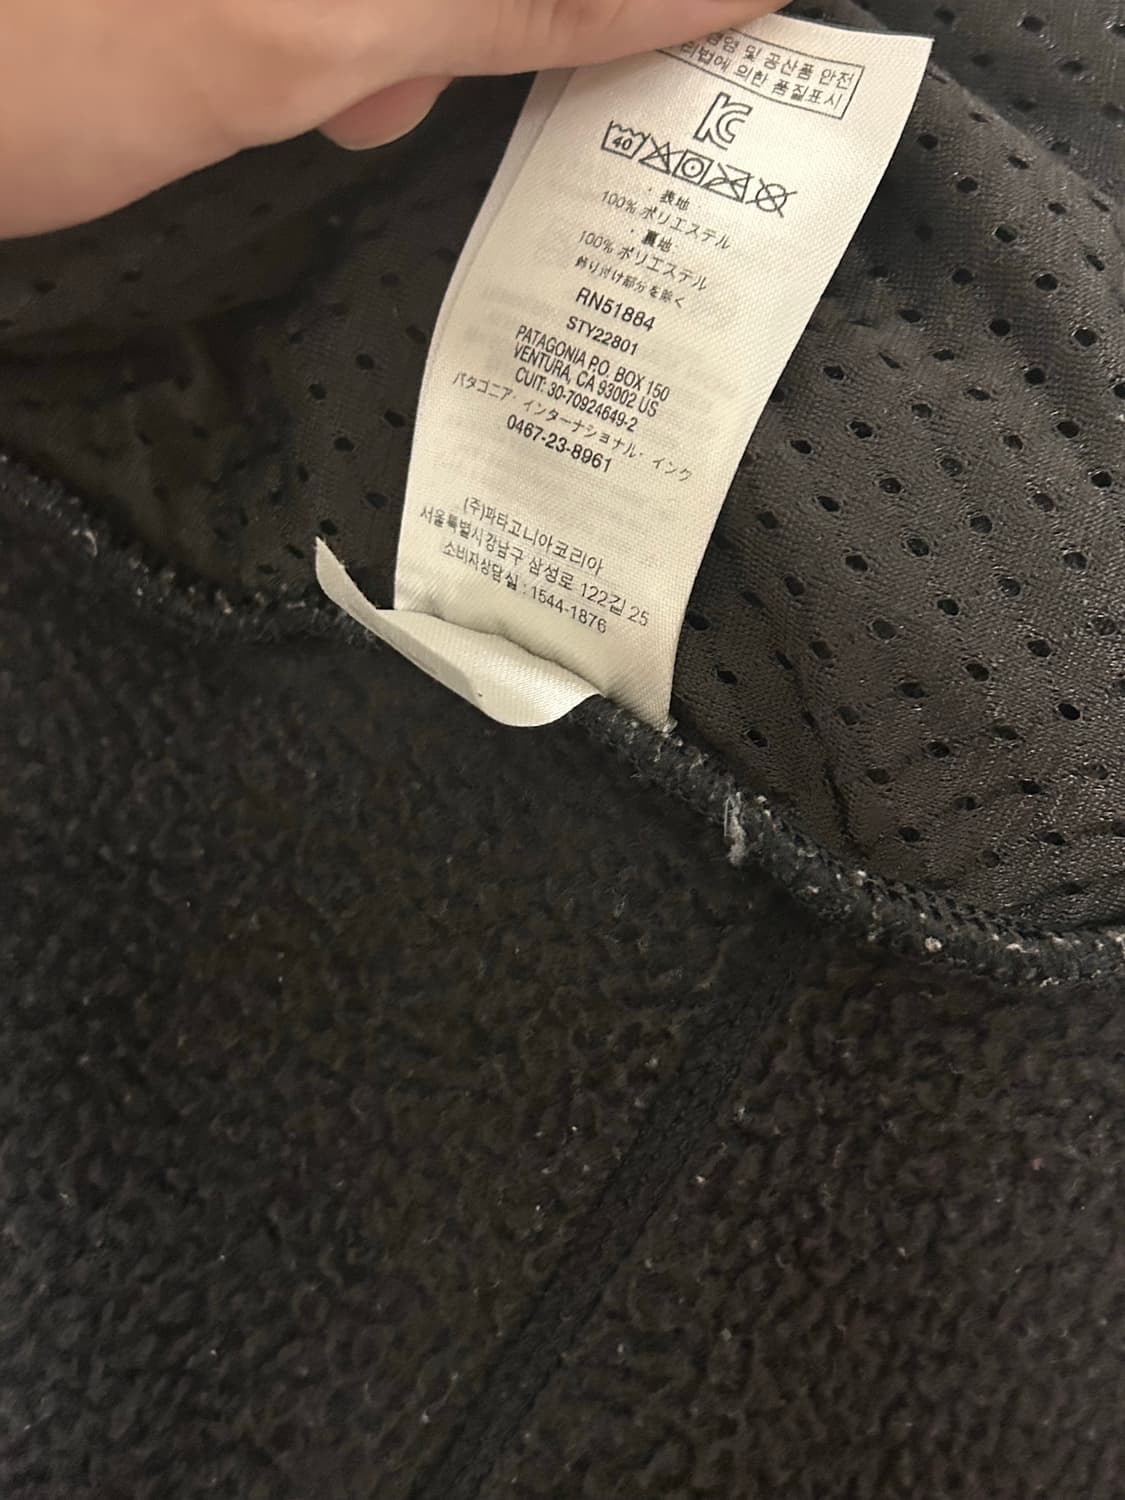 및 공산품 안전
리법에 의한 품질표시
KC
40
・表地
100% ポリエステル
・裏地:
100% ポリエステル
飾り付け部分を除く
RN51884
STY22801
PATAGONIA P.O. BOX 150
VENTURA, CA 93002 US
CUIT: 30-70924649-2
パタゴニア・インターナショナル・インク
0467-23-8961
(주)파타고니아코리아
서울특별시강남구 삼성로 122길 25
소비자상담실 : 1544-1876